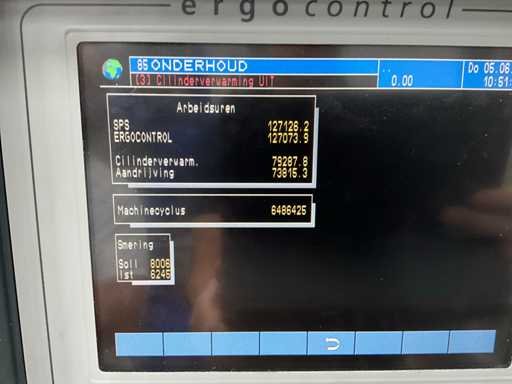 ergocontrol
85 ONDERHOUD
Do 05.06.
(3) Cilinderverwarming UIT
0.00
10:51:
Arbeidsuren
SPS 127126.2
ERGOCONTROL 127073.9
Cilinderverwarm. 79287.8
Aandrijving 73815.3
Machinecyclus 6486425
Smering
Soll 8006
Ist 6245